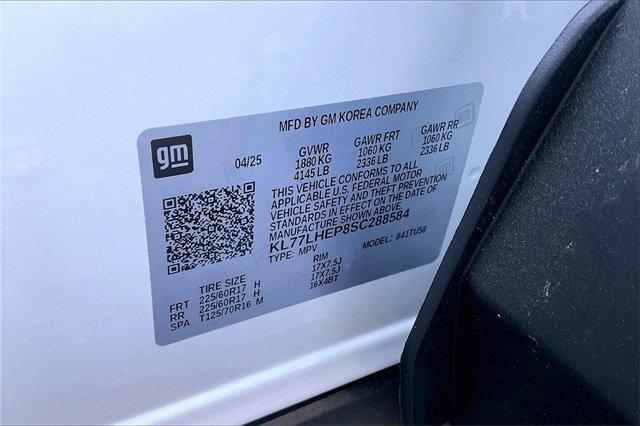 MFD BY GM KOREA COMPANY
gm
04/25
GVWR GAWR FRT GAWR RR
1880 KG 1060 KG 1060 KG
4145 LB 2336 LB 2336 LB
THIS VEHICLE CONFORMS TO ALL
APPLICABLE U.S. FEDERAL MOTOR
VEHICLE SAFETY AND THEFT PREVENTION
STANDARDS IN EFFECT ON THE DATE OF
MANUFACTURE SHOWN ABOVE.
KL77LHEP8SC288584
TYPE: MPV MODEL: 841TU58
TIRE SIZE RIM
FRT 225/60R17 H 17X7.5J
RR 225/60R17 H 17X7.5J
SPA T125/70R16 M 16X4BT